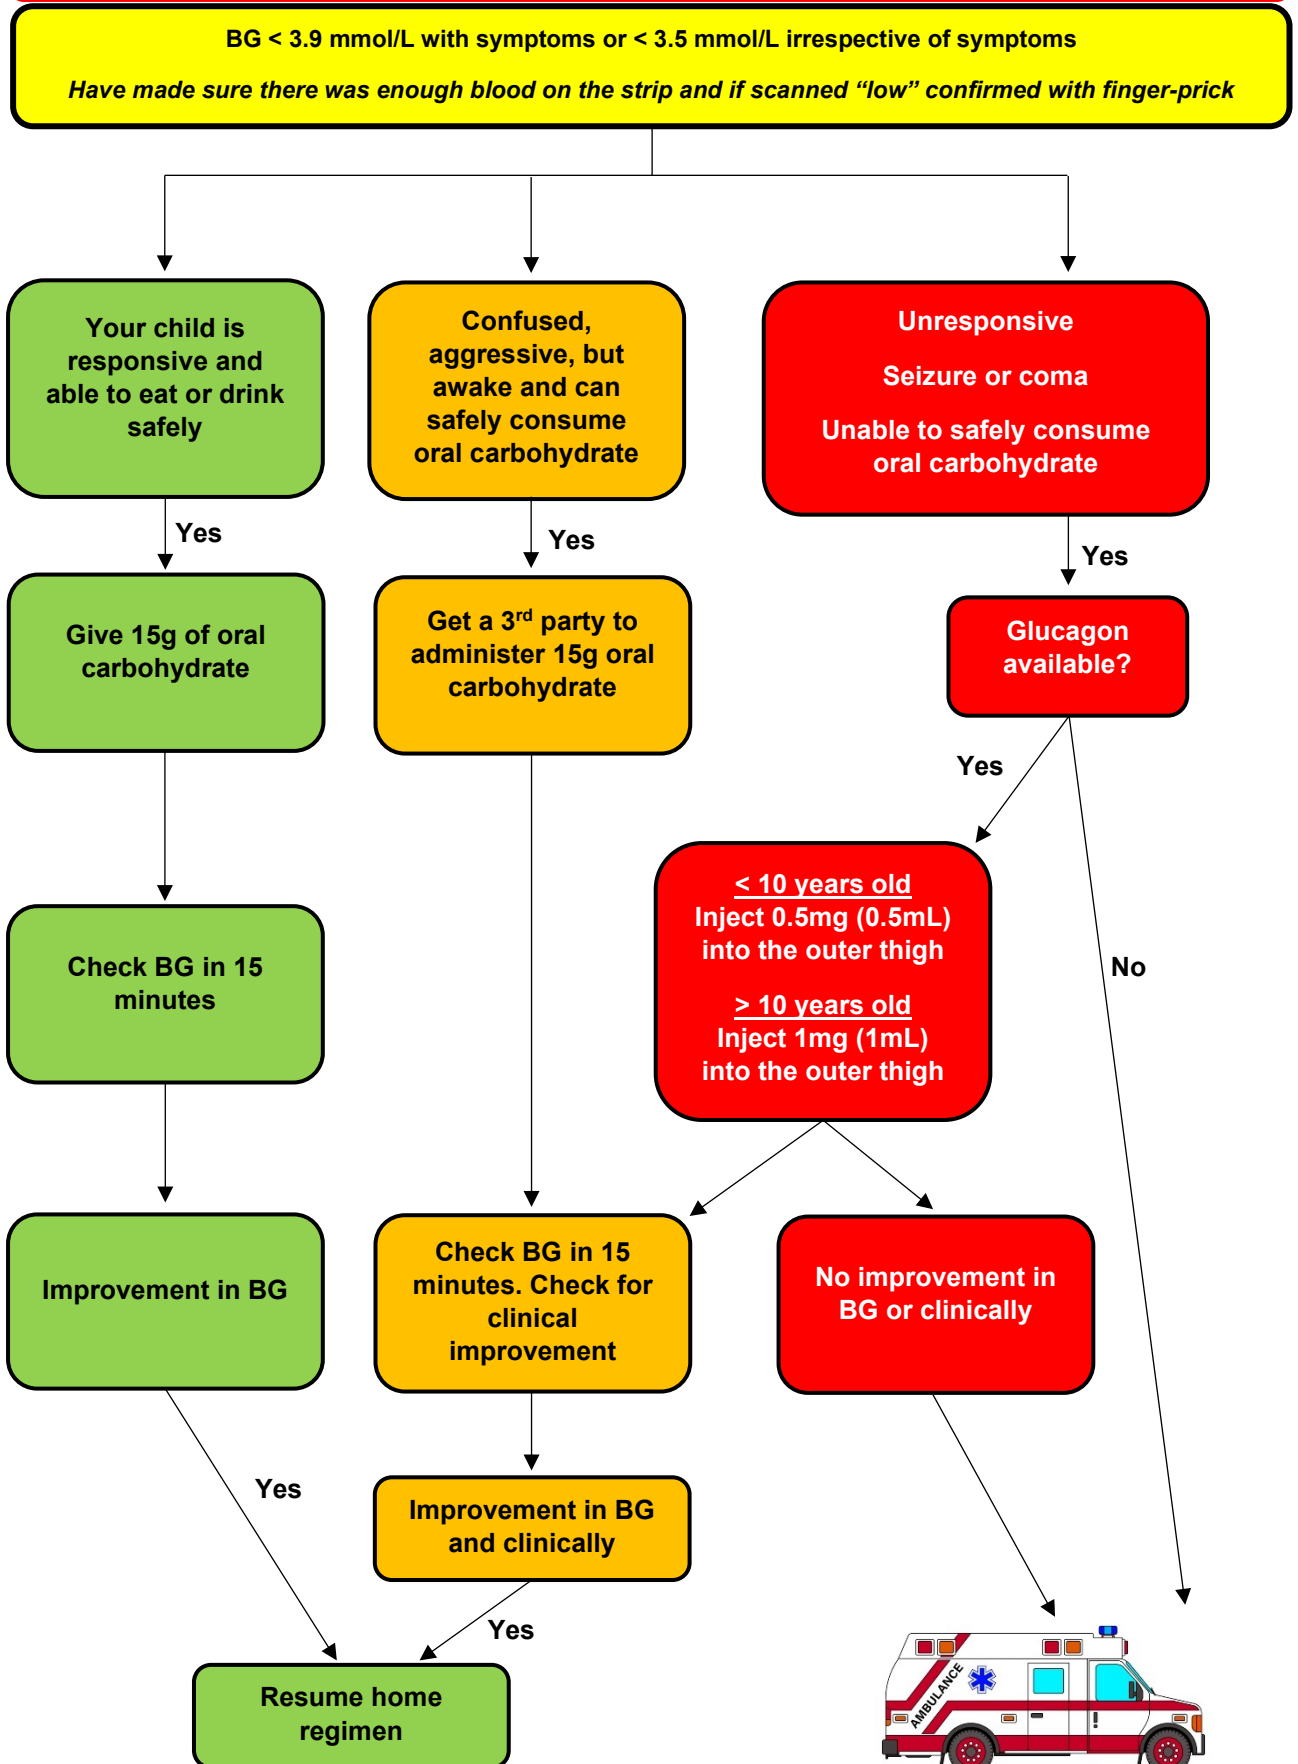 BG < 3.9 mmol/L with symptoms or < 3.5 mmol/L irrespective of symptoms
Have made sure there was enough blood on the strip and if scanned “low” confirmed with finger-prick
Your child is
responsive and
able to eat or drink
safely
Confused,
aggressive, but
awake and can
safely consume
oral carbohydrate
Unresponsive
Seizure or coma
Unable to safely consume
oral carbohydrate
Yes
Yes
Yes
Give 15g of oral
carbohydrate
Get a 3rd party to
administer 15g oral
carbohydrate
Glucagon
available?
Yes
No
< 10 years old
Inject 0.5mg (0.5mL)
into the outer thigh
> 10 years old
Inject 1mg (1mL)
into the outer thigh
Check BG in 15
minutes
Improvement in BG
Check BG in 15
minutes. Check for
clinical
improvement
No improvement in
BG or clinically
Yes
Improvement in BG
and clinically
Yes
Resume home
regimen
AMBULANCE